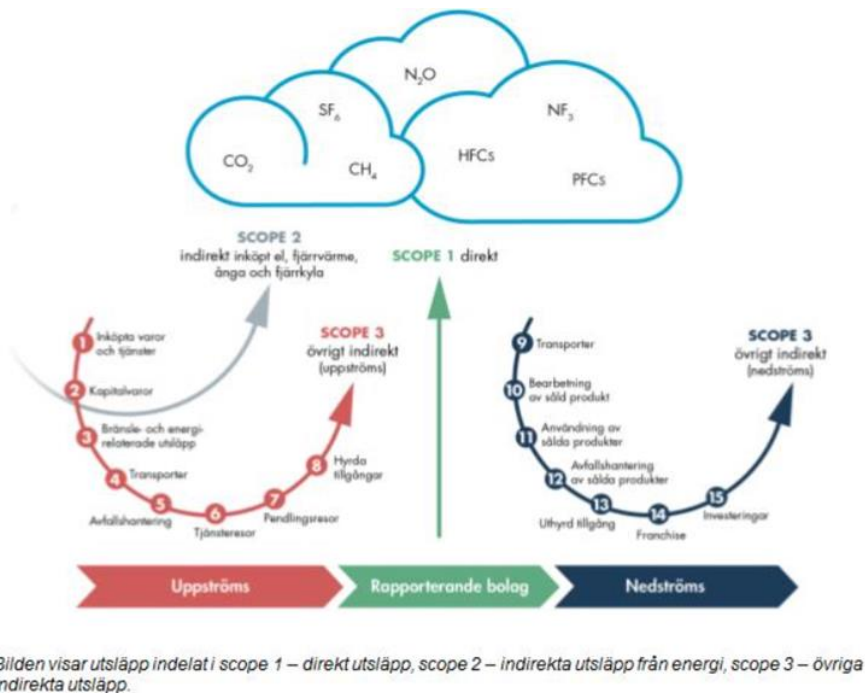 N₂O
SF₆
NF₃
CO₂
CH₄
HFCs
PFCs
SCOPE 2
indirekt inköpt el, fjärrvärme,
ånga och fjärrkyla
SCOPE 1 direkt
SCOPE 3
övrigt indirekt
(uppströms)
SCOPE 3
övrigt indirekt
(nedströms)
1 Inköpta varor
och tjänster
2 Kapitalvaror
3 Bränsle- och energi-
relaterade utsläpp
4 Transporter
5 Avfallshantering
6 Tjänsteresor
7 Pendlingsresor
8 Hyrda
tillgångar
9 Transporter
10 Bearbetning
av såld produkt
11 Användning av
sålda produkter
12 Avfallshantering
av sålda produkter
13 Uthyrd tillgång
14 Franchise
15 Investeringar
Uppströms
Rapporterande bolag
Nedströms
Bilden visar utsläpp indelat i scope 1 – direkt utsläpp, scope 2 – indirekta utsläpp från energi, scope 3 – övriga
indirekta utsläpp.